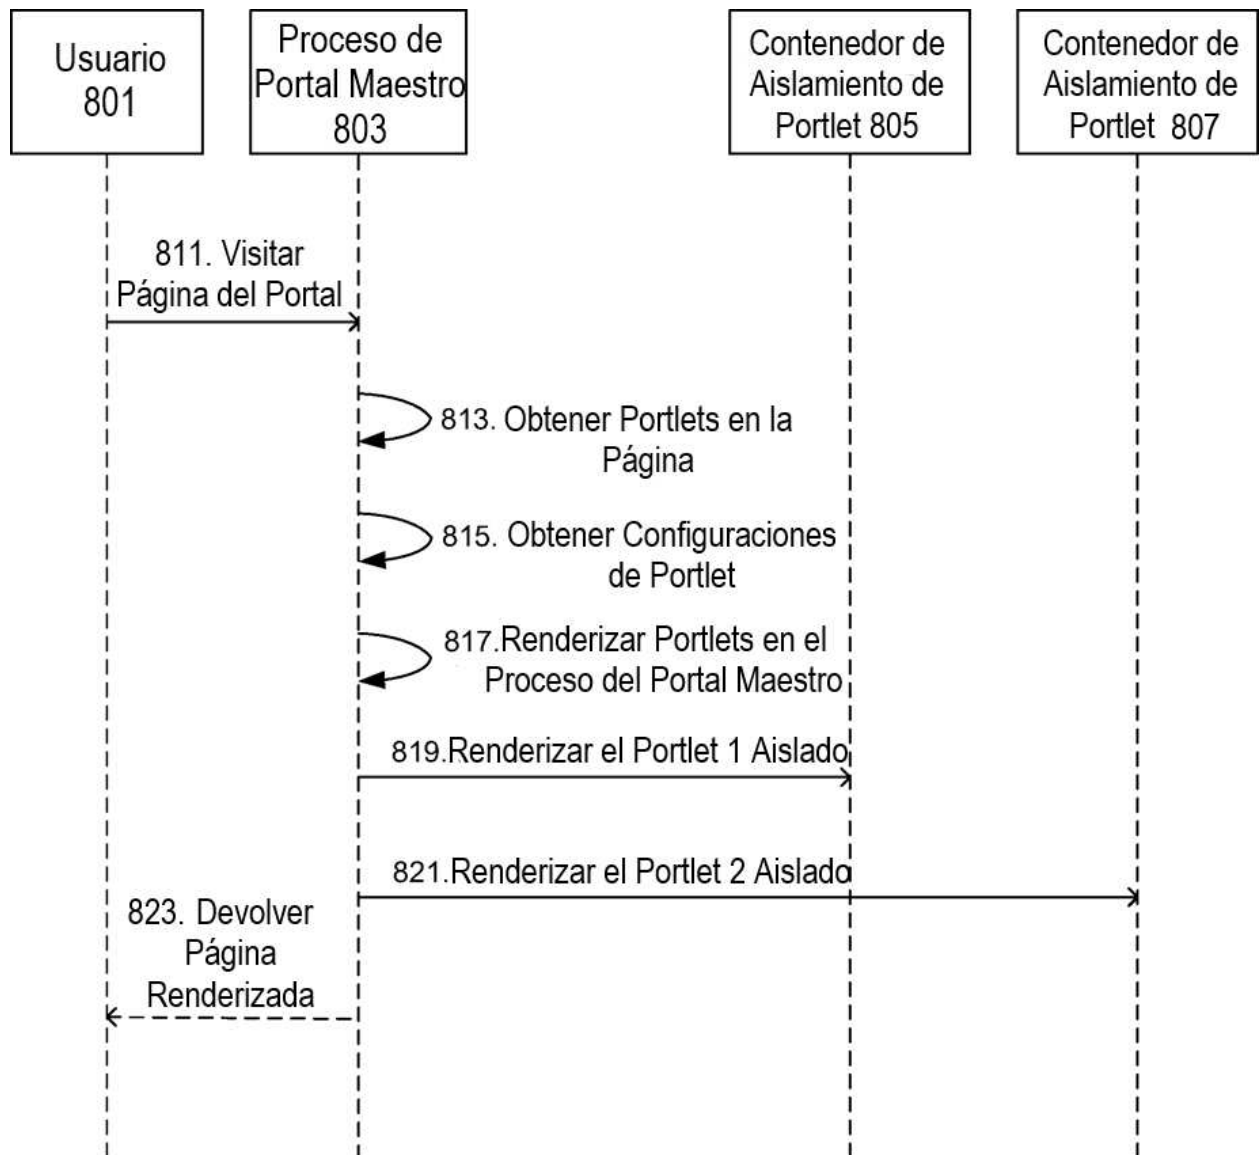 Usuario
801
Proceso de
Portal Maestro
803
Contenedor de
Aislamiento de
Portlet 805
Contenedor de
Aislamiento de
Portlet 807
811. Visitar
Página del Portal
813. Obtener Portlets en la
Página
815. Obtener Configuraciones
de Portlet
817.Renderizar Portlets en el
Proceso del Portal Maestro
819.Renderizar el Portlet 1 Aislado
821.Renderizar el Portlet 2 Aislado
823. Devolver
Página
Renderizada